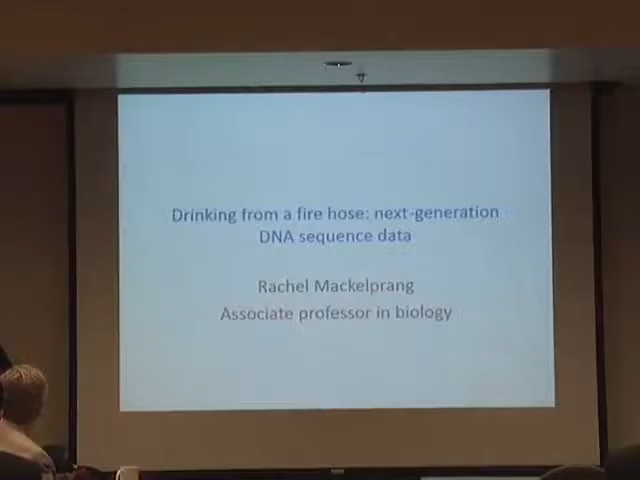 Drinking from a fire hose: next-generation
DNA sequence data
Rachel Mackelprang
Associate professor in biology